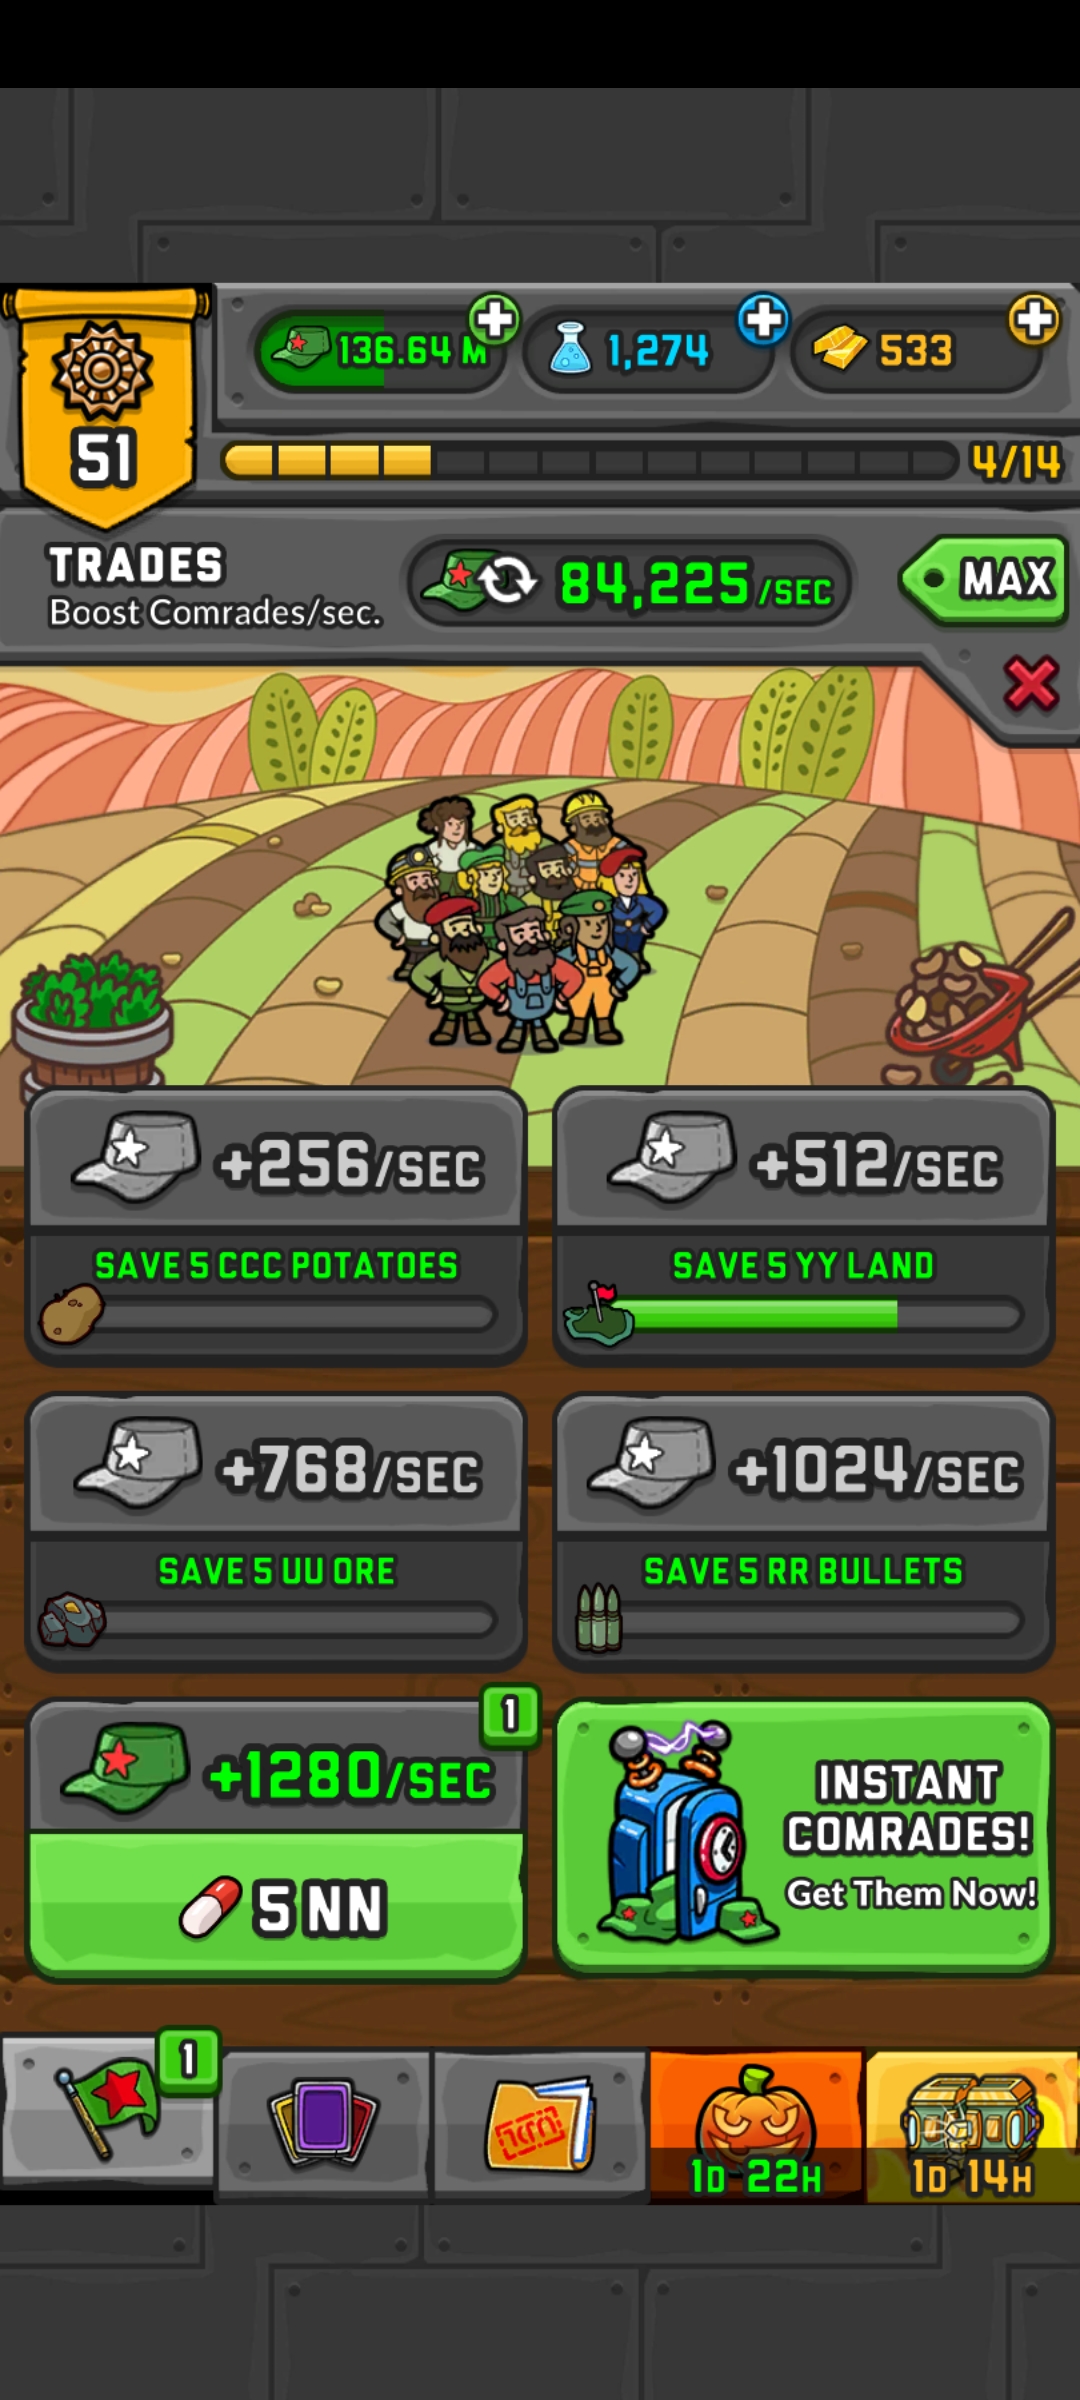 136.64 M
1,274
533
51
4/14
TRADES
Boost Comrades/sec.
84,225/SEC
MAX
+256/SEC
SAVE 5 CCC POTATOES
+512/SEC
SAVE 5 YY LAND
+768/SEC
SAVE 5 UU ORE
+1024/SEC
SAVE 5 RR BULLETS
1
+1280/SEC
5 NN
INSTANT
COMRADES!
Get Them Now!
1
1D 22H
1D 14H